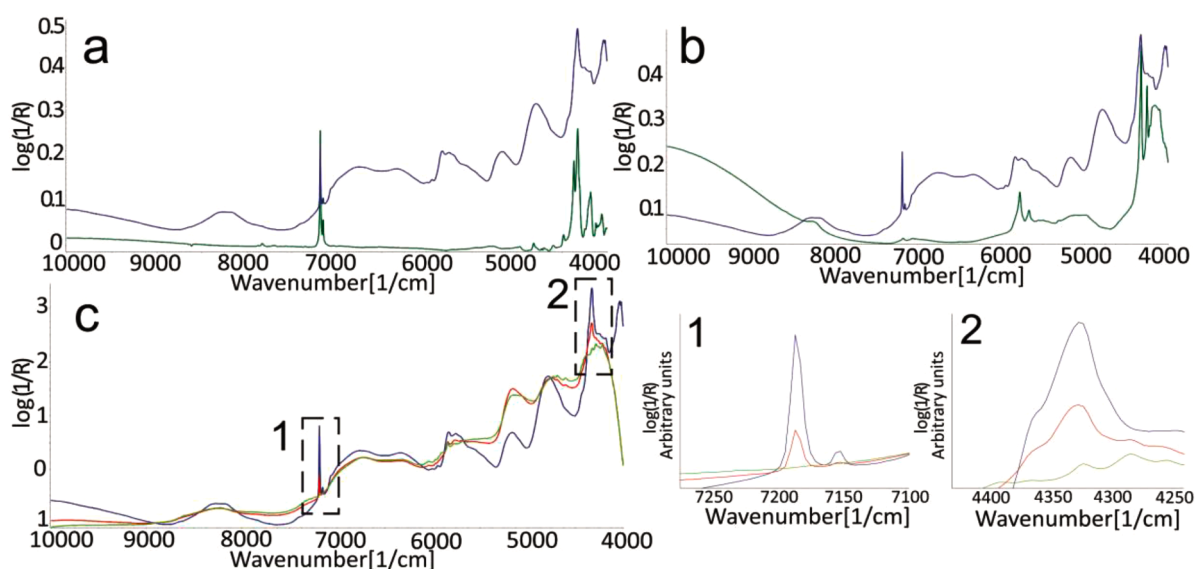 a
0.5
0.4
0.3
0.2
0.1
0
log(1/R)
10000 9000 8000 7000 6000 5000 4000
Wavenumber[1/cm]
b
0.4
0.3
0.2
0.1
log(1/R)
10000 9000 8000 7000 6000 5000 4000
Wavenumber[1/cm]
c
3
2
1
0
1
log(1/R)
1
2
10000 9000 8000 7000 6000 5000 4000
Wavenumber[1/cm]
1
log(1/R)
Arbitrary units
7250 7200 7150 7100
Wavenumber[1/cm]
2
log(1/R)
Arbitrary units
4400 4350 4300 4250
Wavenumber[1/cm]